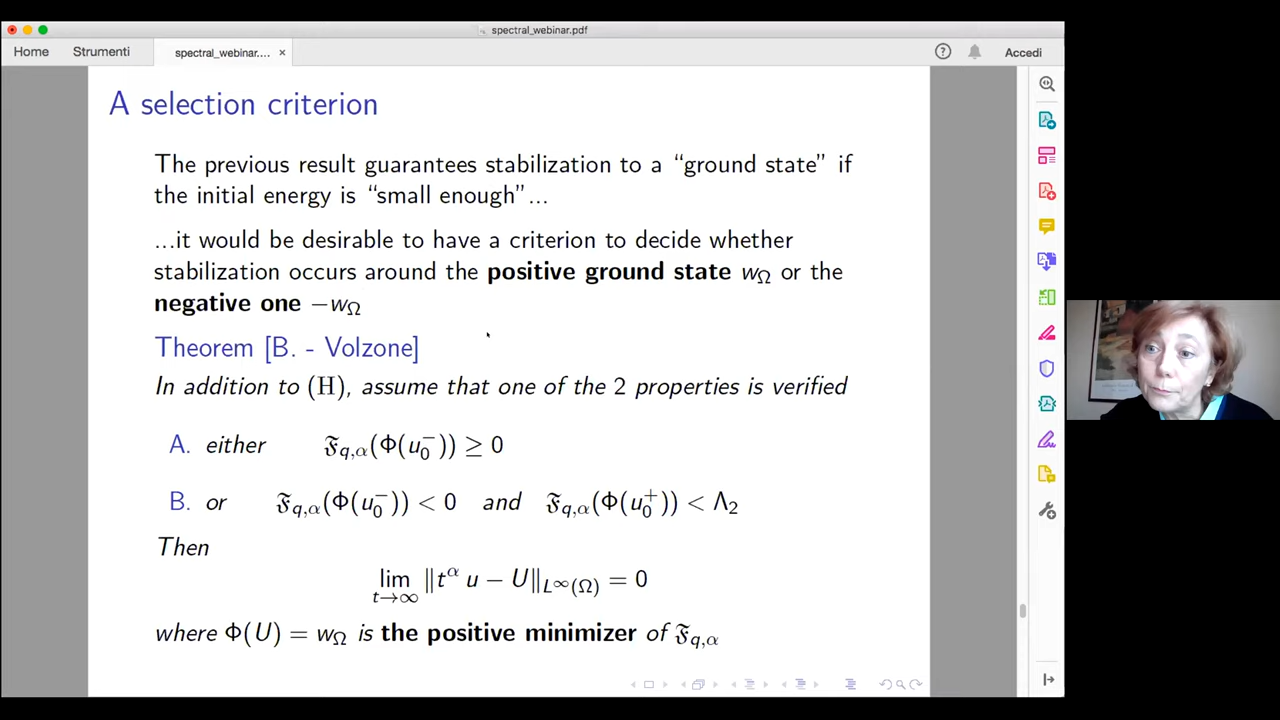 spectral_webinar.pdf
Home Strumenti spectral_webinar.... × Accedi
A selection criterion
The previous result guarantees stabilization to a “ground state” if
the initial energy is “small enough”...
...it would be desirable to have a criterion to decide whether
stabilization occurs around the positive ground state w_Ω or the
negative one −w_Ω
Theorem [B. - Volzone]
In addition to (H), assume that one of the 2 properties is verified
A. either 𝔉_{q,α}(Φ(u_0^−)) ≥ 0
B. or 𝔉_{q,α}(Φ(u_0^−)) < 0 and 𝔉_{q,α}(Φ(u_0^+)) < Λ_2
Then
lim_{t→∞} ‖t^α u − U‖_{L^∞(Ω)} = 0
where Φ(U) = w_Ω is the positive minimizer of 𝔉_{q,α}